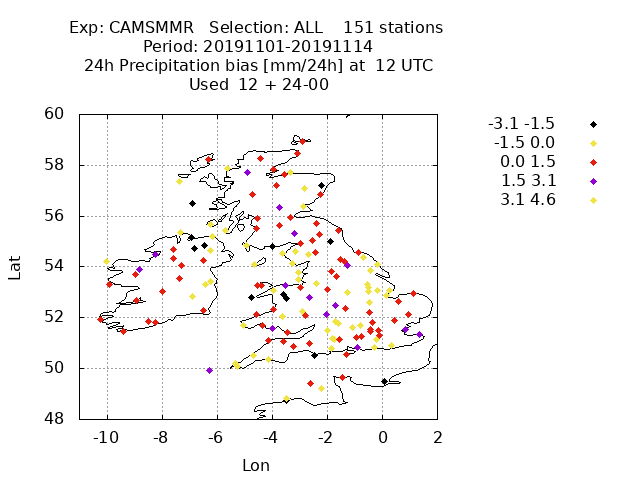 Exp: CAMSMMR   Selection: ALL    151 stations
Period: 20191101-20191114
24h Precipitation bias [mm/24h] at  12 UTC
Used  12 + 24-00
-3.1 -1.5
-1.5 0.0
0.0 1.5
1.5 3.1
3.1 4.6
60
58
56
54
52
50
48
Lat
-10 -8 -6 -4 -2 0 2
Lon